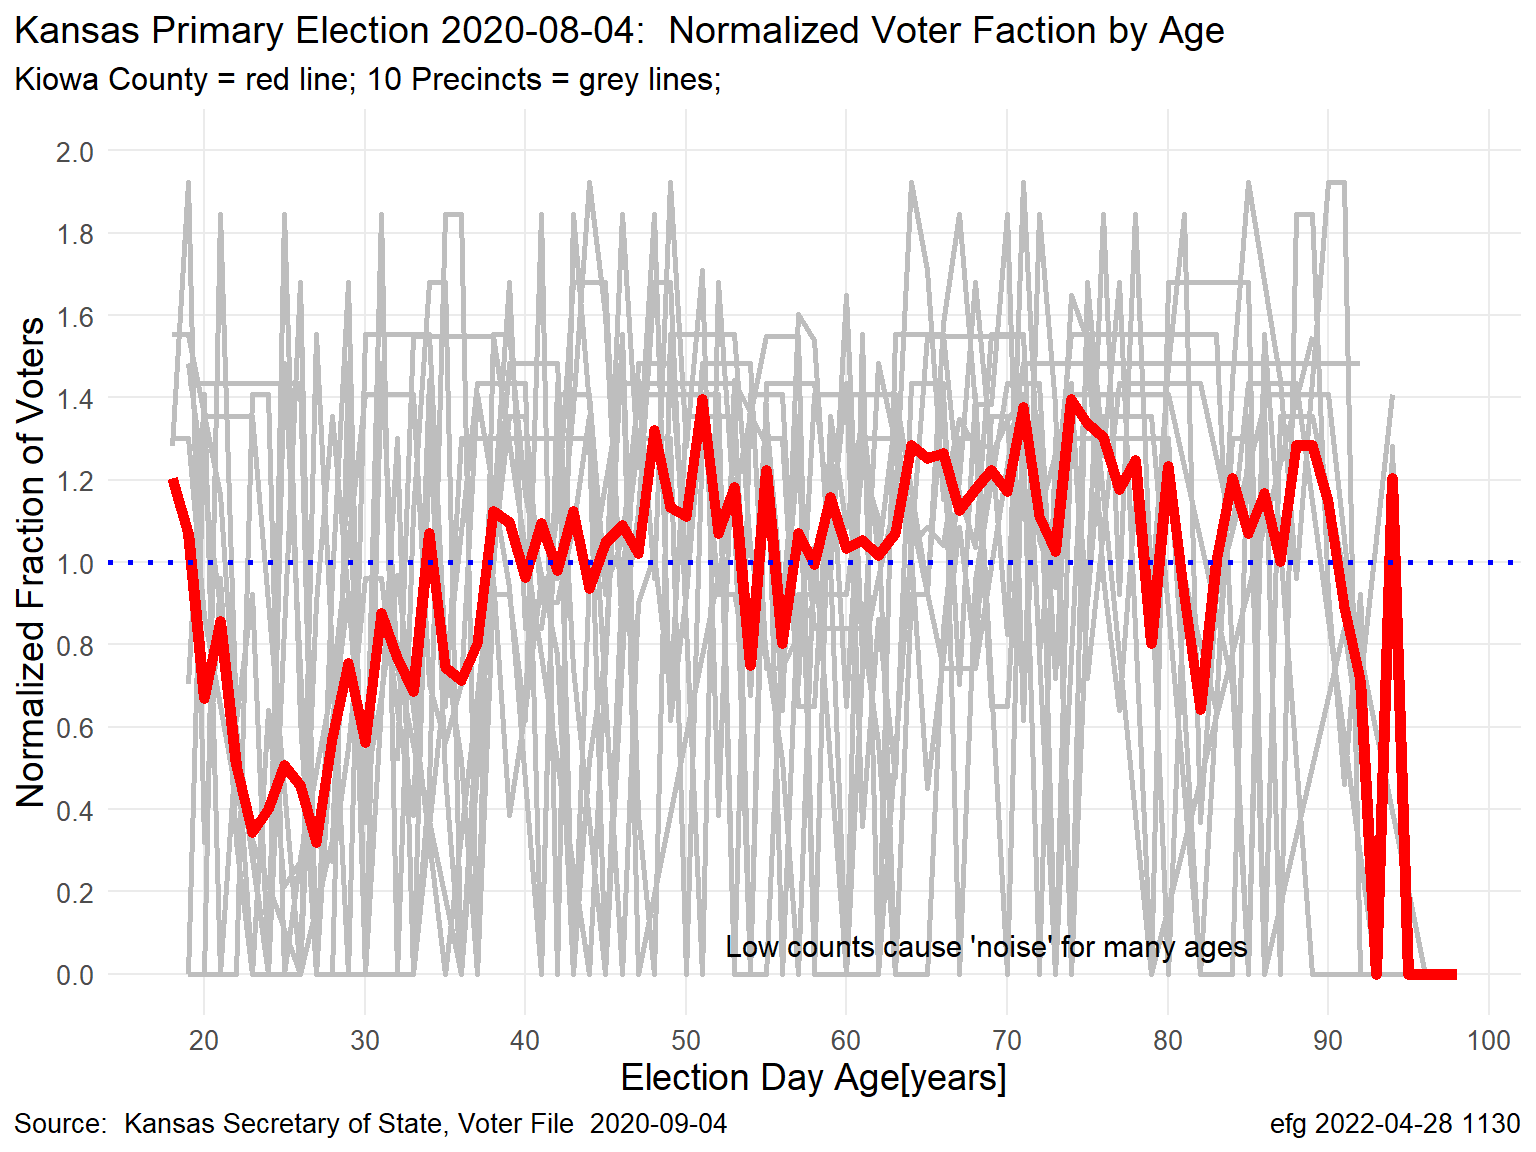 Kansas Primary Election 2020-08-04:  Normalized Voter Faction by Age
Kiowa County = red line; 10 Precincts = grey lines;
Normalized Fraction of Voters
2.0
1.8
1.6
1.4
1.2
1.0
0.8
0.6
0.4
0.2
0.0
Low counts cause 'noise' for many ages
20 30 40 50 60 70 80 90 100
Election Day Age[years]
Source:  Kansas Secretary of State, Voter File  2020-09-04
efg 2022-04-28 1130